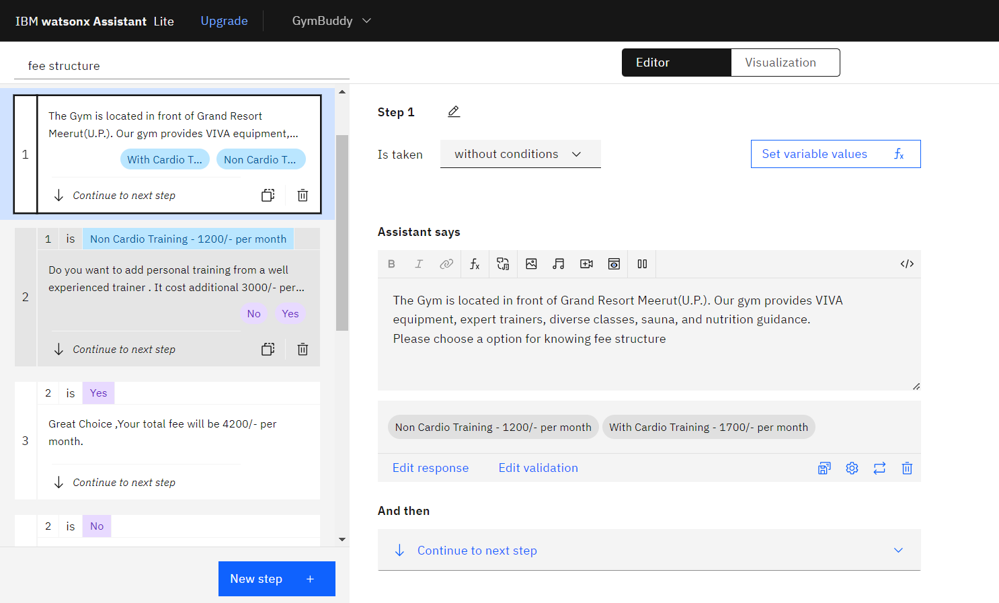 IBM watsonx Assistant Lite Upgrade GymBuddy
fee structure
Editor Visualization
1
The Gym is located in front of Grand Resort
Meerut(U.P.). Our gym provides VIVA equipment,...
With Cardio T... Non Cardio T...
Continue to next step
1 is Non Cardio Training - 1200/- per month
2
Do you want to add personal training from a well
experienced trainer . It cost additional 3000/- per...
No Yes
Continue to next step
2 is Yes
3
Great Choice ,Your total fee will be 4200/- per
month.
Continue to next step
2 is No
New step +
Step 1
Is taken without conditions Set variable values fx
Assistant says
B I fx </>
The Gym is located in front of Grand Resort Meerut(U.P.). Our gym provides VIVA
equipment, expert trainers, diverse classes, sauna, and nutrition guidance.
Please choose a option for knowing fee structure
Non Cardio Training - 1200/- per month With Cardio Training - 1700/- per month
Edit response Edit validation
And then
Continue to next step